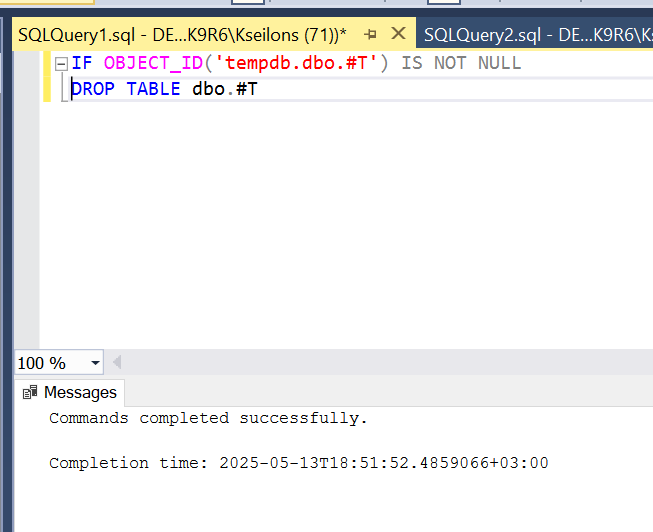 SQLQuery1.sql - DE...K9R6\Kseilons (71))*
SQLQuery2.sql - DE...K9R6\Ks
IF OBJECT_ID('tempdb.dbo.#T') IS NOT NULL
DROP TABLE dbo.#T
100 %
Messages
Commands completed successfully.
Completion time: 2025-05-13T18:51:52.4859066+03:00